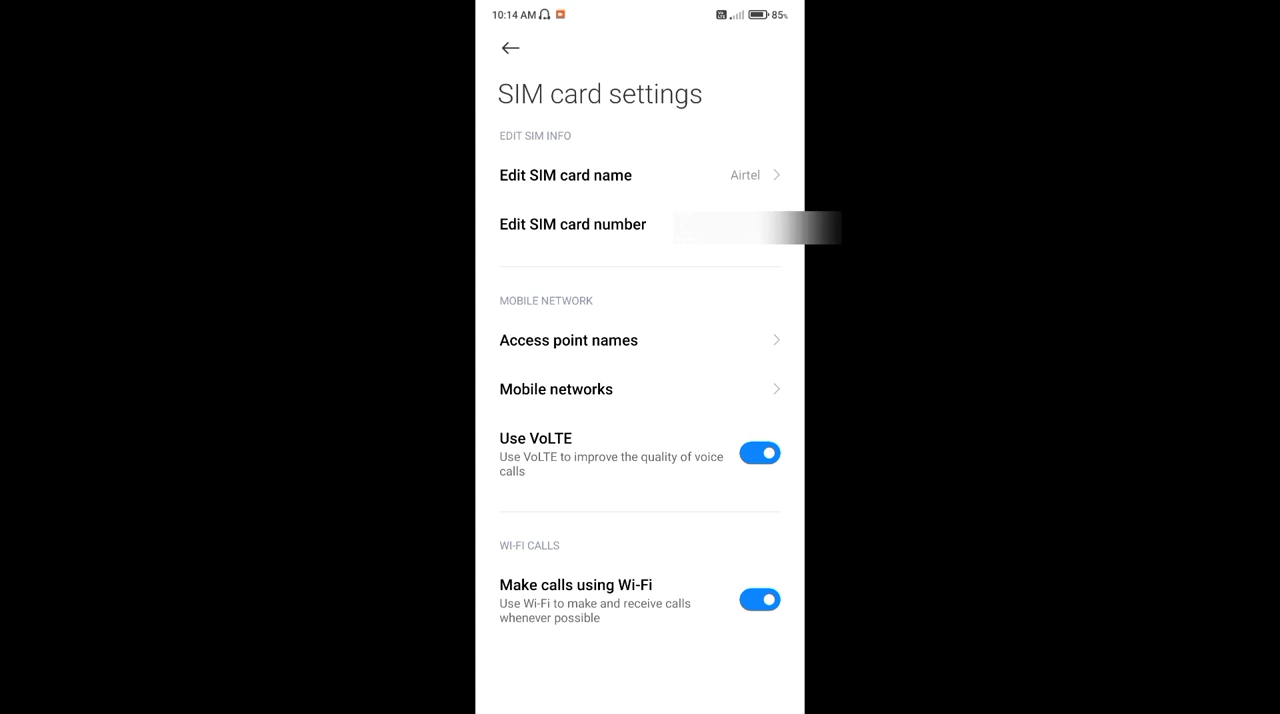 10:14 AM 85%
SIM card settings
EDIT SIM INFO
Edit SIM card name Airtel
Edit SIM card number
MOBILE NETWORK
Access point names
Mobile networks
Use VoLTE
Use VoLTE to improve the quality of voice
calls
WI-FI CALLS
Make calls using Wi-Fi
Use Wi-Fi to make and receive calls
whenever possible